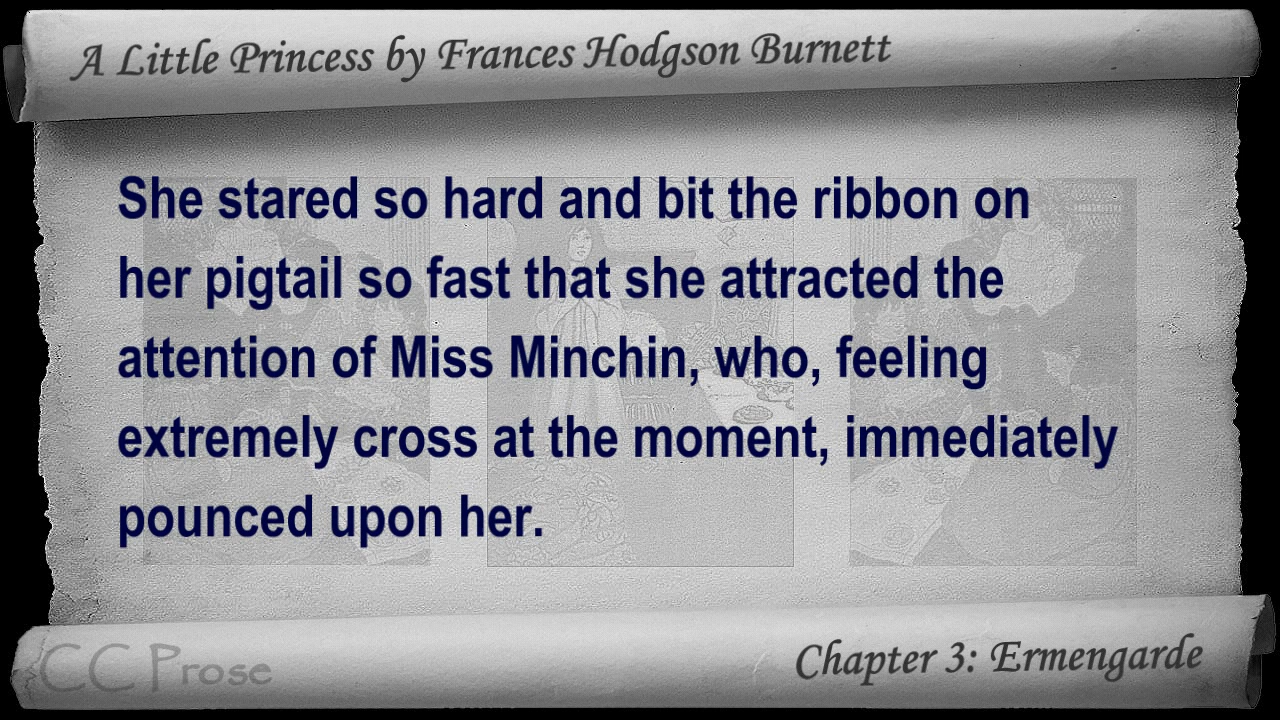 A Little Princess by Frances Hodgson Burnett
She stared so hard and bit the ribbon on
her pigtail so fast that she attracted the
attention of Miss Minchin, who, feeling
extremely cross at the moment, immediately
pounced upon her.
CC Prose
Chapter 3: Ermengarde